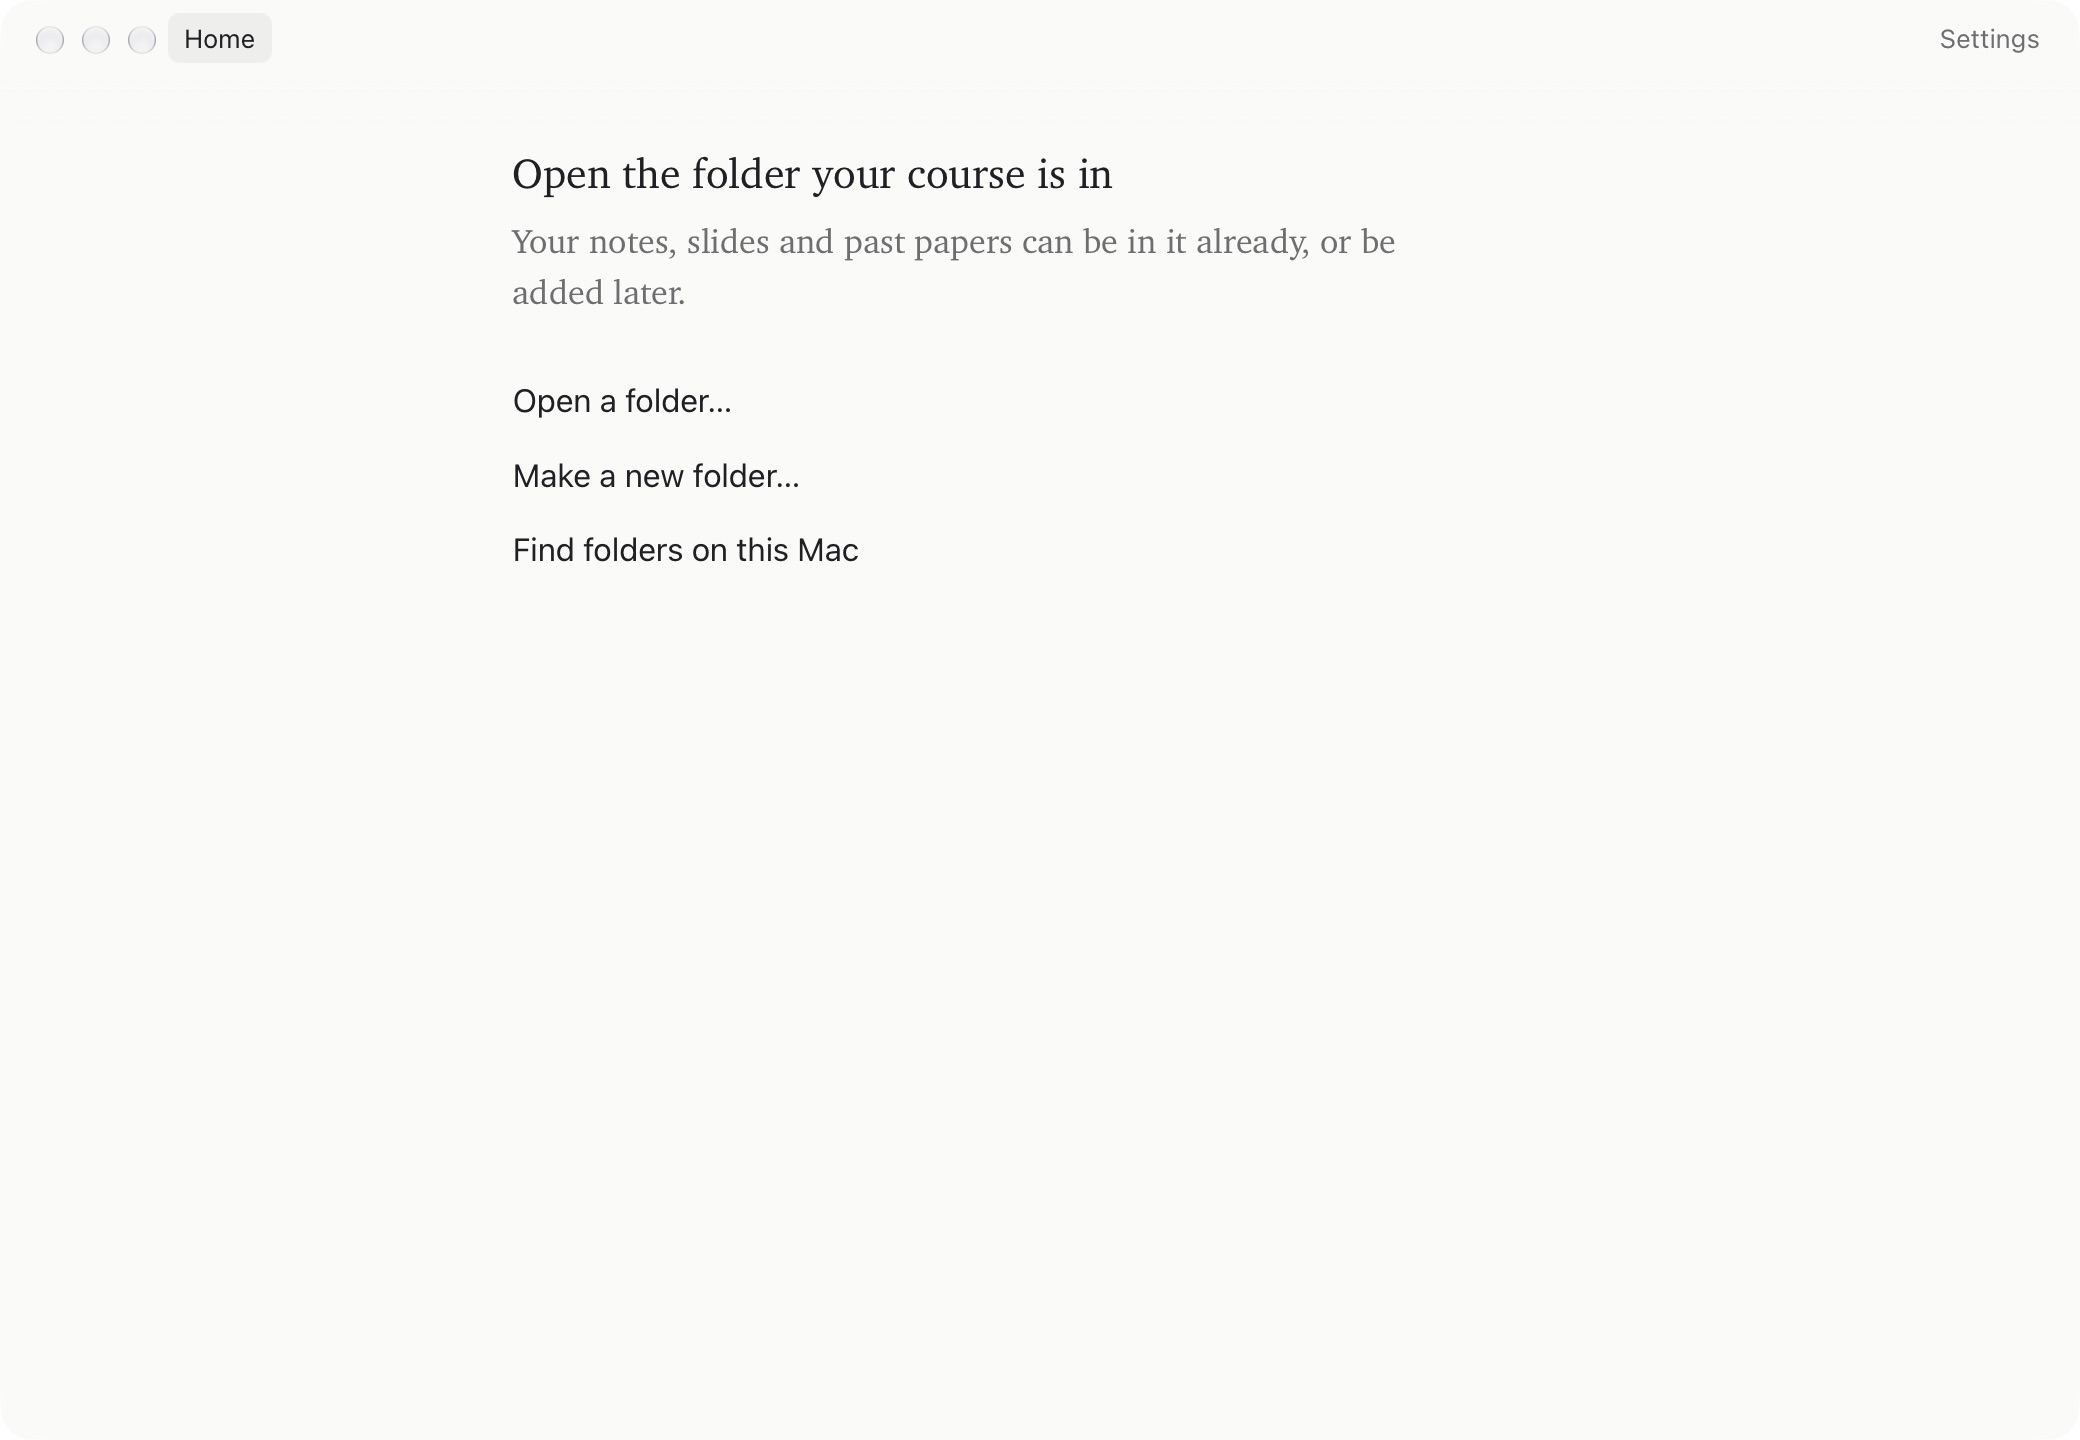 Home
Settings
Open the folder your course is in
Your notes, slides and past papers can be in it already, or be
added later.
Open a folder...
Make a new folder...
Find folders on this Mac